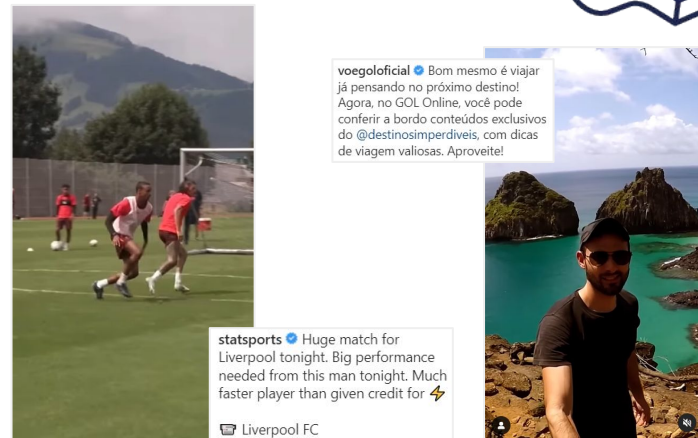 voegoloficial Bom mesmo é viajar
já pensando no próximo destino!
Agora, no GOL Online, você pode
conferir a bordo conteúdos exclusivos
do @destinosimperdiveis, com dicas
de viagem valiosas. Aproveite!
statsports Huge match for
Liverpool tonight. Big performance
needed from this man tonight. Much
faster player than given credit for ⚡
Liverpool FC